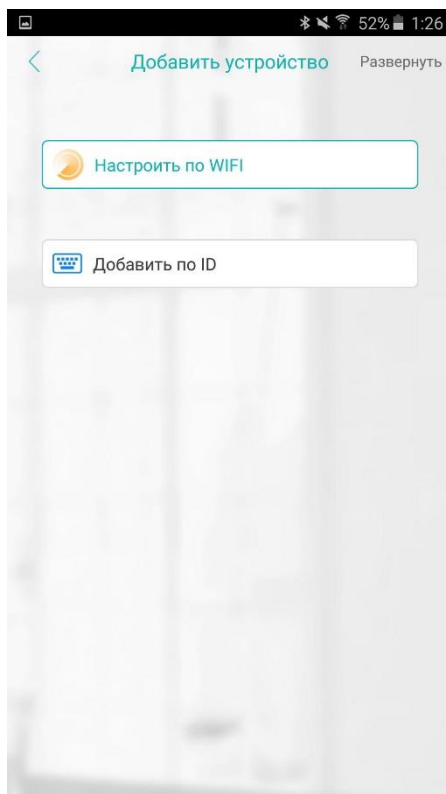 52% 1:26
Добавить устройство Развернуть
Настроить по WIFI
Добавить по ID